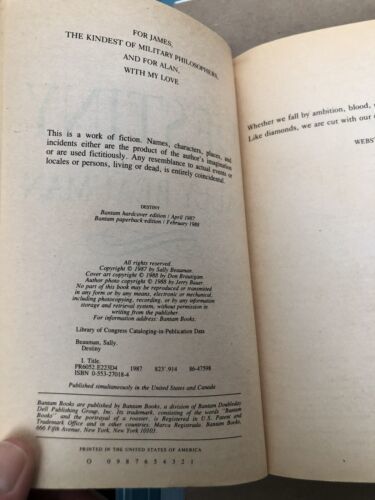 FOR JAMES,
THE KINDEST OF MILITARY PHILOSOPHERS,
AND FOR ALAN,
WITH MY LOVE
This is a work of fiction. Names, characters, places, and
incidents either are the product of the author's imagination
or are used fictitiously. Any resemblance to actual events or
locales or persons, living or dead, is entirely coincidental.
DESTINY
Bantam hardcover edition / April 1987
Bantam paperback edition / February 1988
All rights reserved.
Copyright © 1987 by Sally Beauman.
Cover art copyright © 1988 by Don Brautigan
Author photo copyright © 1988 by Jerry Bauer
No part of this book may be reproduced or transmitted
in any form or by any means, electronic or mechanical,
including photocopying, recording, or by any information
storage and retrieval system, without permission in
writing from the publisher.
For information address: Bantam Books.
Library of Congress Cataloging-in-Publication Data
Beauman, Sally.
Destiny
I. Title.
PR6052.E223D4 1987 823'.914 86-47598
ISBN 0-553-27018-4
Published simultaneously in the United States and Canada
Bantam Books are published by Bantam Books, a division of Bantam Doubleday
Dell Publishing Group, Inc. Its trademark, consisting of the words "Bantam
Books" and the portrayal of a rooster, is Registered in U.S. Patent and
Trademark Office and in other countries. Marca Registrada. Bantam Books,
666 Fifth Avenue, New York, New York 10103.
PRINTED IN THE UNITED STATES OF AMERICA
O 0 9 8 7 6 5 4 3 2 1
Whether we fall by ambition, blood,
Like diamonds, we are cut with our
WEBS